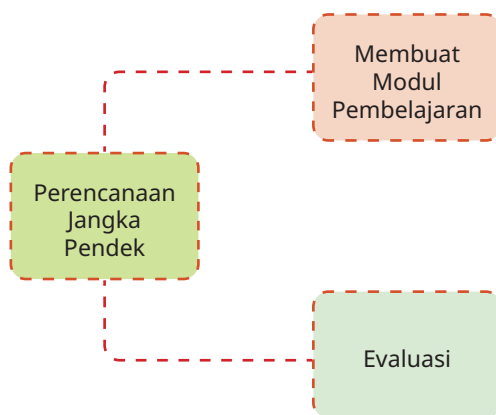 Membuat
Modul
Pembelajaran
Perencanaan
Jangka
Pendek
Evaluasi